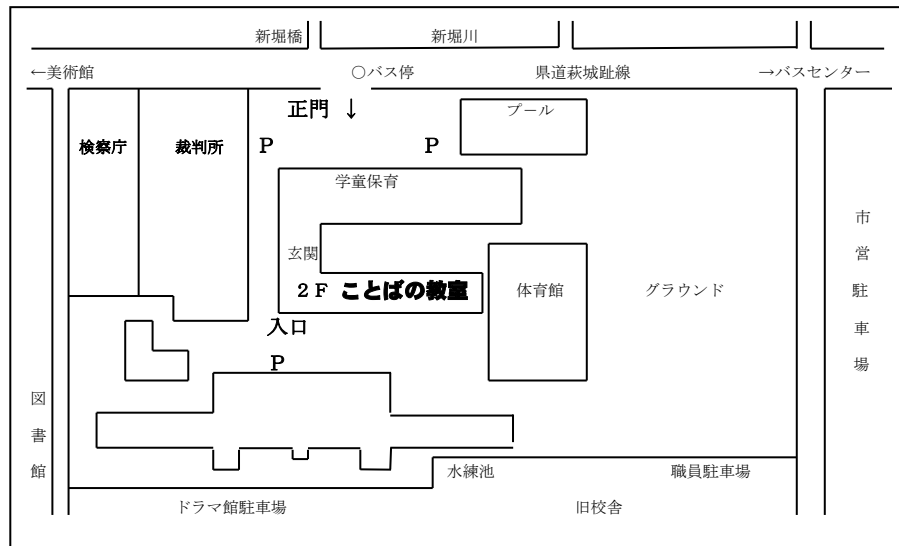 新堀橋　新堀川
←美術館　○バス停　県道萩城趾線　→バスセンター
正門　↓　プール
検察庁　裁判所　Ｐ　Ｐ
学童保育
玄関
２Ｆ　ことばの教室　体育館　グラウンド
入口
Ｐ
市営駐車場
図書館
水練池　職員駐車場
ドラマ館駐車場　旧校舎